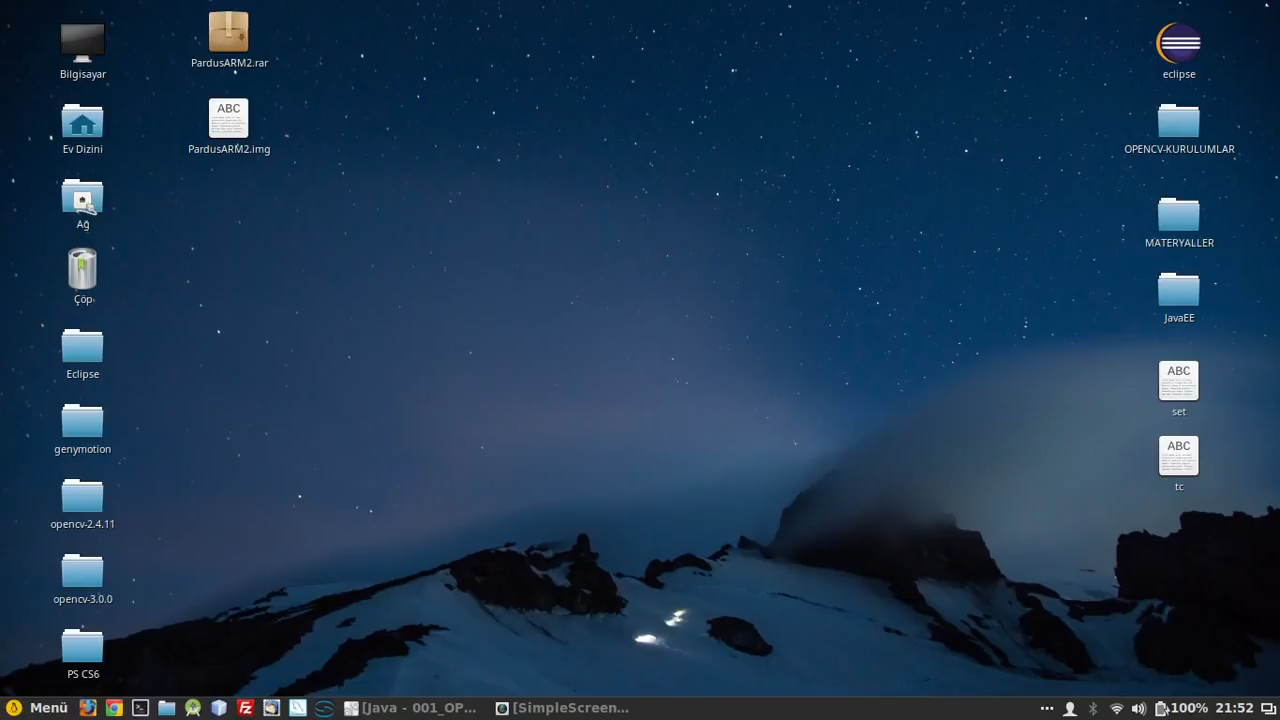 Bilgisayar
Ev Dizini
Ağ
Çöp
Eclipse
genymotion
opencv-2.4.11
opencv-3.0.0
PS CS6
PardusARM2.rar
ABC
PardusARM2.img
eclipse
OPENCV-KURULUMLAR
MATERYALLER
JavaEE
ABC
set
ABC
tc
Menü
[Java - 001_OP...
[SimpleScreen...
100% 21:52